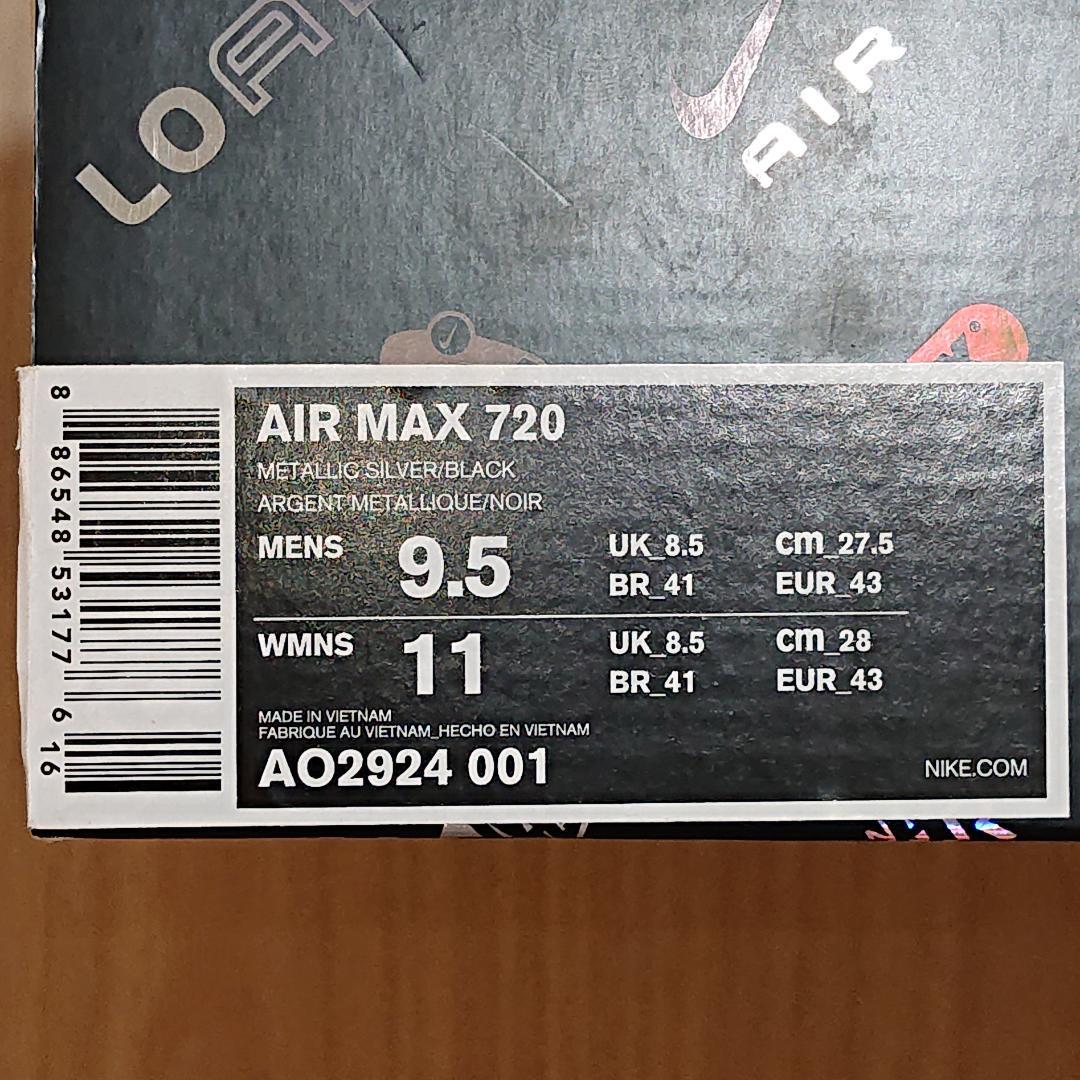 LOA
AIR
AIR MAX 720
METALLIC SILVER/BLACK
ARGENT METALLIQUE/NOIR
MENS 9.5 UK_8.5 cm_27.5
BR_41 EUR_43
WMNS 11 UK_8.5 cm_28
BR_41 EUR_43
MADE IN VIETNAM
FABRIQUE AU VIETNAM_HECHO EN VIETNAM
AO2924 001
NIKE.COM
8 86548 53177 6 16